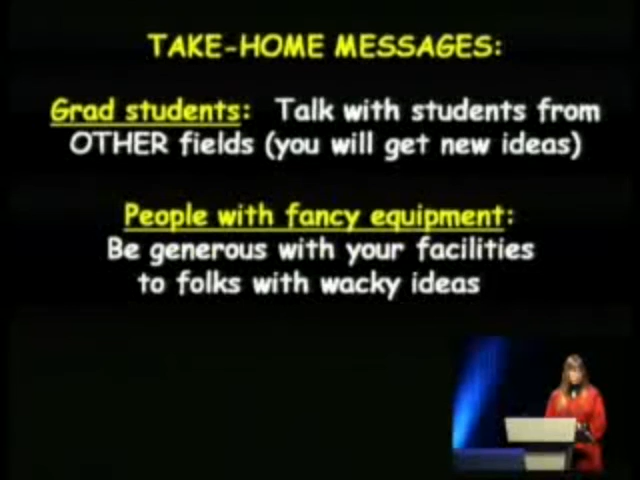 TAKE-HOME MESSAGES:
Grad students: Talk with students from
OTHER fields (you will get new ideas)
People with fancy equipment:
Be generous with your facilities
to folks with wacky ideas